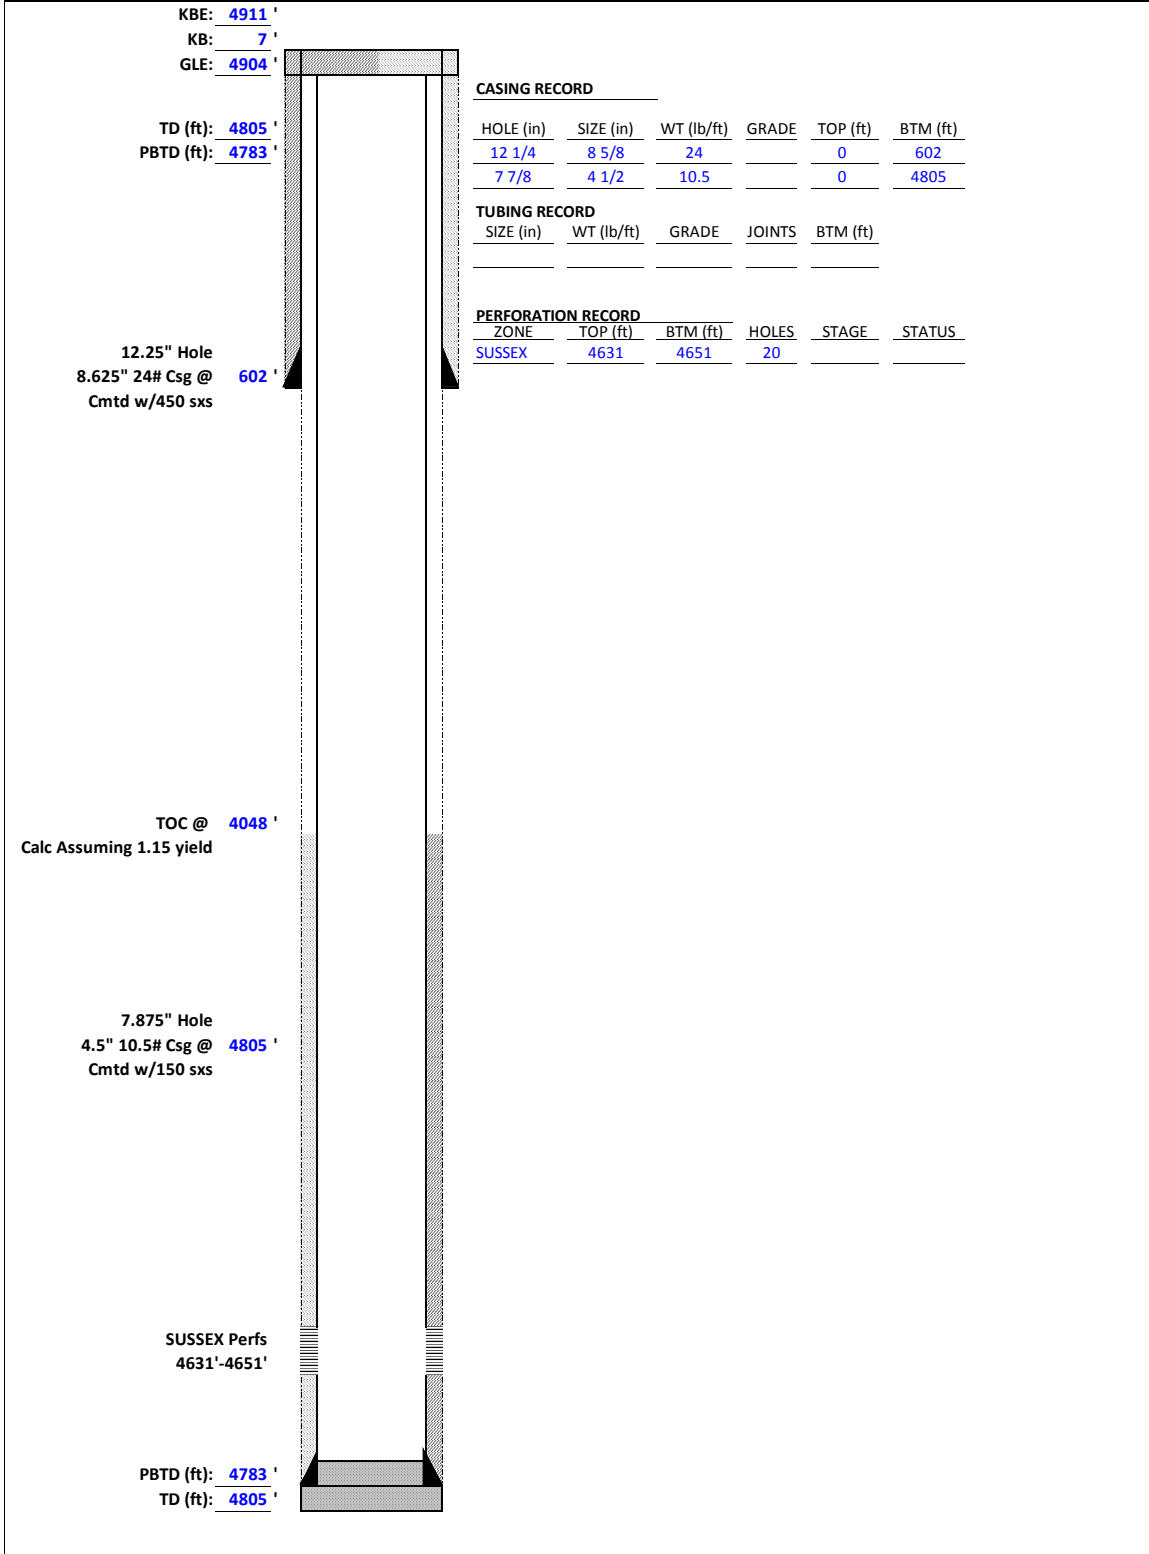 KBE: 4911 '
KB: 7 '
GLE: 4904 '
CASING RECORD
TD (ft): 4805 '
HOLE (in) SIZE (in) WT (lb/ft) GRADE TOP (ft) BTM (ft)
PBTD (ft): 4783 '
12 1/4 8 5/8 24 0 602
7 7/8 4 1/2 10.5 0 4805
TUBING RECORD
SIZE (in) WT (lb/ft) GRADE JOINTS BTM (ft)
PERFORATION RECORD
ZONE TOP (ft) BTM (ft) HOLES STAGE STATUS
SUSSEX 4631 4651 20
12.25" Hole
8.625" 24# Csg @ 602 '
Cmtd w/450 sxs
TOC @ 4048 '
Calc Assuming 1.15 yield
7.875" Hole
4.5" 10.5# Csg @ 4805 '
Cmtd w/150 sxs
SUSSEX Perfs
4631'-4651'
PBTD (ft): 4783 '
TD (ft): 4805 '